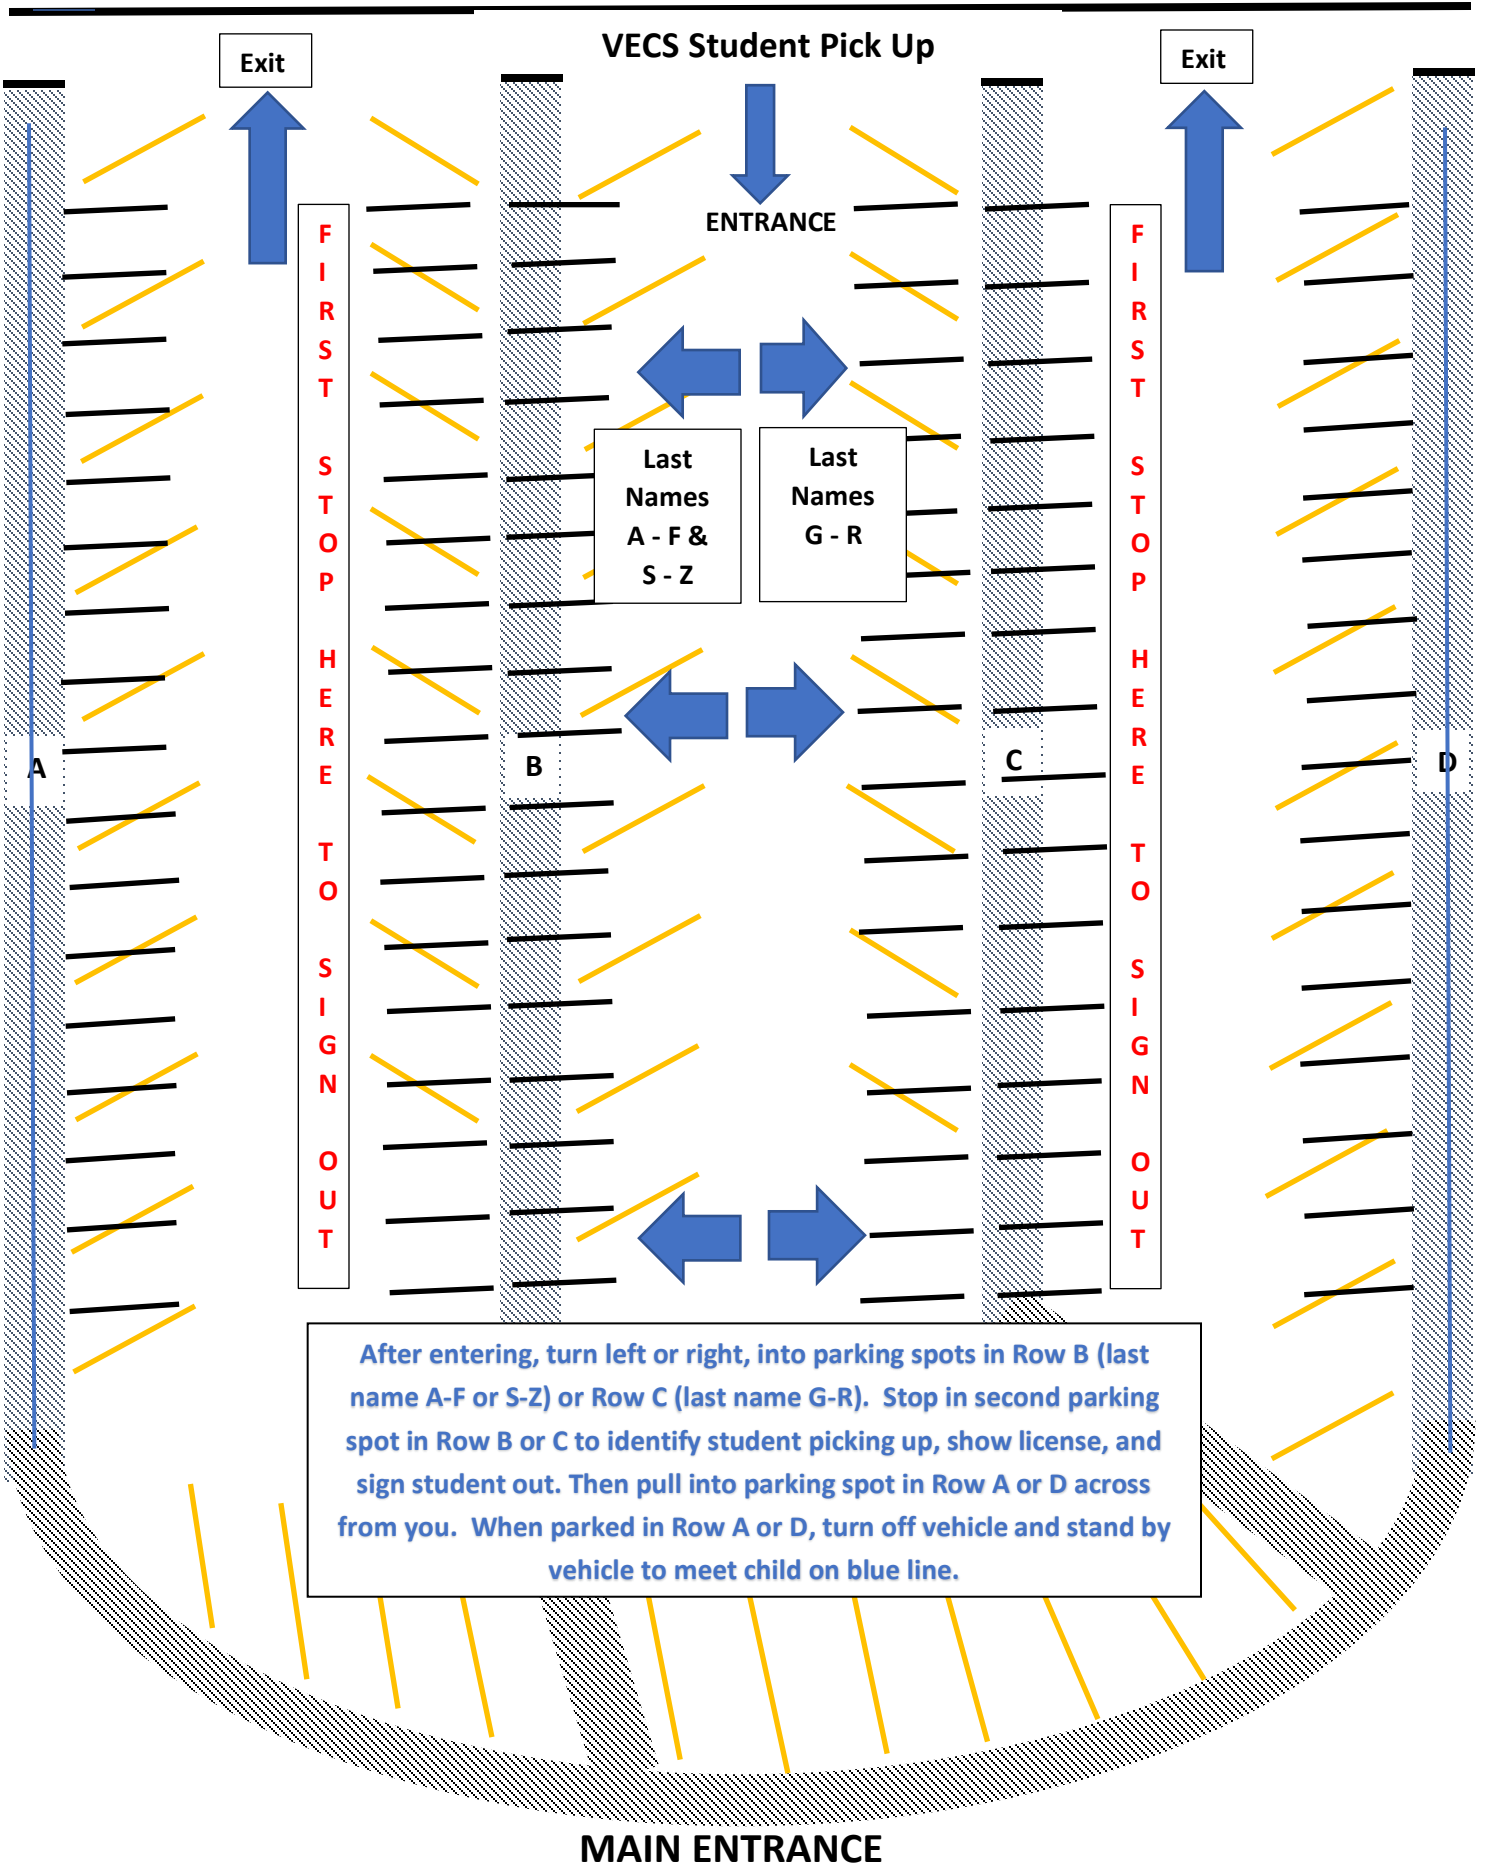 VECS Student Pick Up
Exit
Exit
ENTRANCE
FIRST STOP HERE TO SIGN OUT
FIRST STOP HERE TO SIGN OUT
Last
Names
A - F &
S - Z
Last
Names
G - R
A
B
C
D
After entering, turn left or right, into parking spots in Row B (last
name A-F or S-Z) or Row C (last name G-R).  Stop in second parking
spot in Row B or C to identify student picking up, show license, and
sign student out. Then pull into parking spot in Row A or D across
from you.  When parked in Row A or D, turn off vehicle and stand by
vehicle to meet child on blue line.
MAIN ENTRANCE